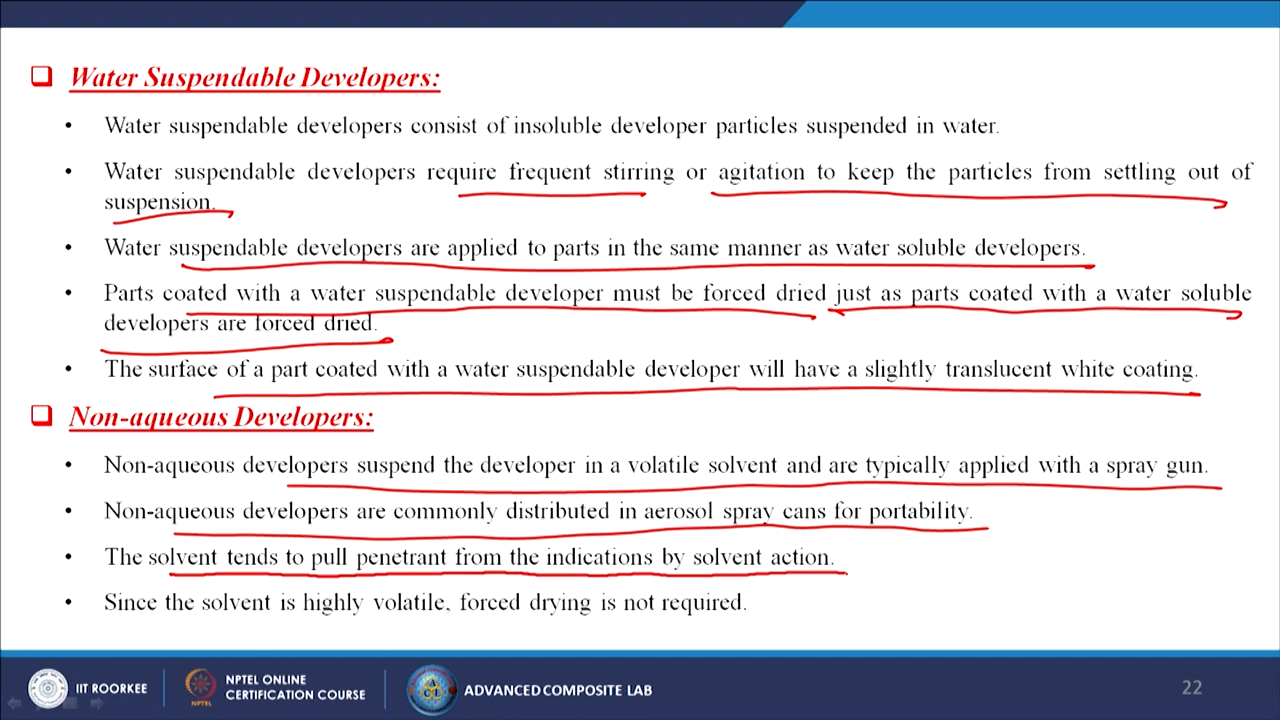 Water Suspendable Developers:
• Water suspendable developers consist of insoluble developer particles suspended in water.
• Water suspendable developers require frequent stirring or agitation to keep the particles from settling out of
suspension.
• Water suspendable developers are applied to parts in the same manner as water soluble developers.
• Parts coated with a water suspendable developer must be forced dried just as parts coated with a water soluble
developers are forced dried.
• The surface of a part coated with a water suspendable developer will have a slightly translucent white coating.
Non-aqueous Developers:
• Non-aqueous developers suspend the developer in a volatile solvent and are typically applied with a spray gun.
• Non-aqueous developers are commonly distributed in aerosol spray cans for portability.
• The solvent tends to pull penetrant from the indications by solvent action.
• Since the solvent is highly volatile, forced drying is not required.
IIT ROORKEE
NPTEL
NPTEL ONLINE
CERTIFICATION COURSE
ACL
ADVANCED COMPOSITE LAB
22